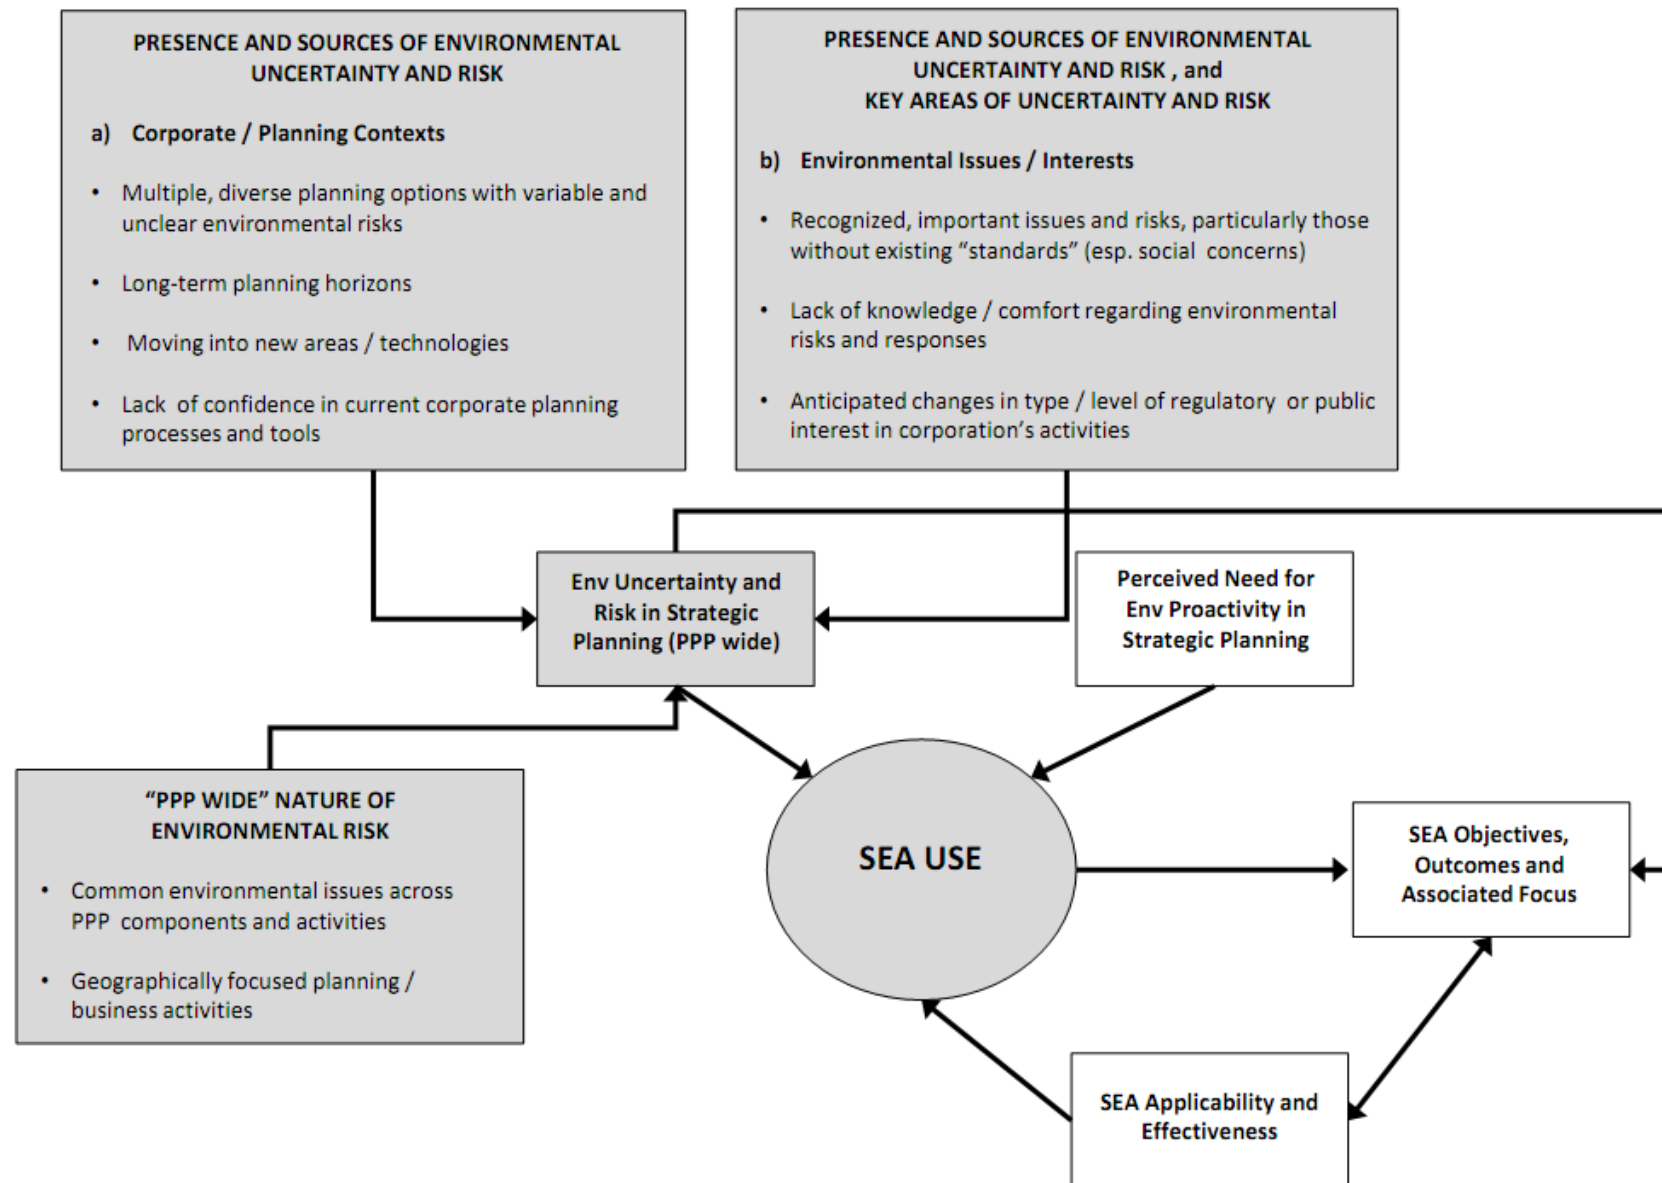 PRESENCE AND SOURCES OF ENVIRONMENTAL
UNCERTAINTY AND RISK
a) Corporate / Planning Contexts
• Multiple, diverse planning options with variable and
unclear environmental risks
• Long-term planning horizons
• Moving into new areas / technologies
• Lack of confidence in current corporate planning
processes and tools
PRESENCE AND SOURCES OF ENVIRONMENTAL
UNCERTAINTY AND RISK , and
KEY AREAS OF UNCERTAINTY AND RISK
b) Environmental Issues / Interests
• Recognized, important issues and risks, particularly those
without existing “standards” (esp. social concerns)
• Lack of knowledge / comfort regarding environmental
risks and responses
• Anticipated changes in type / level of regulatory or public
interest in corporation’s activities
Env Uncertainty and
Risk in Strategic
Planning (PPP wide)
Perceived Need for
Env Proactivity in
Strategic Planning
“PPP WIDE” NATURE OF
ENVIRONMENTAL RISK
• Common environmental issues across
PPP components and activities
• Geographically focused planning /
business activities
SEA USE
SEA Objectives,
Outcomes and
Associated Focus
SEA Applicability and
Effectiveness